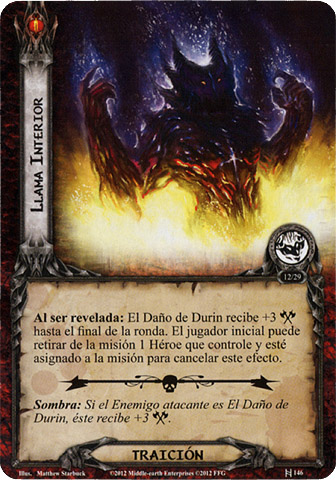 LLAMA INTERIOR
12/29
Al ser revelada: El Daño de Durin recibe +3
hasta el final de la ronda. El jugador inicial puede
retirar de la misión 1 Héroe que controle y esté
asignado a la misión para cancelar este efecto.
Sombra: Si el Enemigo atacante es El Daño de
Durin, éste recibe +3.
TRAICIÓN
Illus. Matthew Starbuck ©2012 Middle-earth Enterprises ©2012 FFG 146